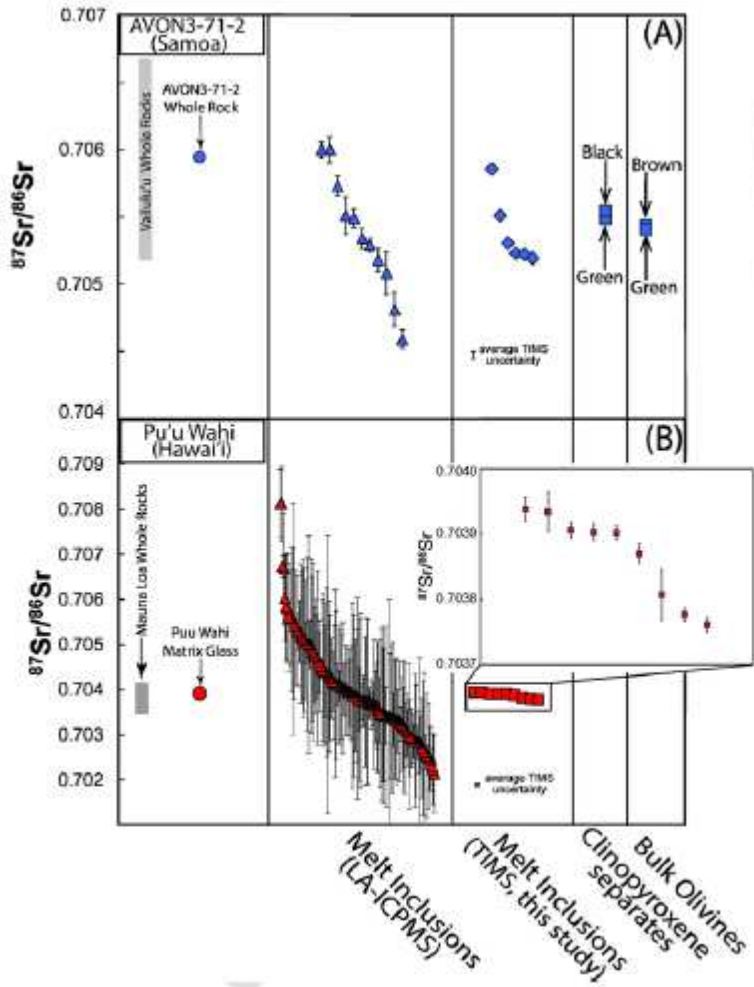 AVON3-71-2
(Samoa)
(A)
0.707
0.706
0.705
0.704
87Sr/86Sr
Vailulu'u Whole Rocks
AVON3-71-2
Whole Rock
Black
Brown
Green
Green
average TIMS
uncertainty
Pu'u Wahi
(Hawai'i)
(B)
0.709
0.708
0.707
0.706
0.705
0.704
0.703
0.702
87Sr/86Sr
Mauna Loa Whole Rocks
Puu Wahi
Matrix Glass
0.7040
0.7039
0.7038
0.7037
87Sr/86Sr
average TIMS
uncertainty
Melt Inclusions
(LA-ICPMS)
Melt Inclusions
(TIMS, this study)
Clinopyroxene
separates
Bulk Olivines